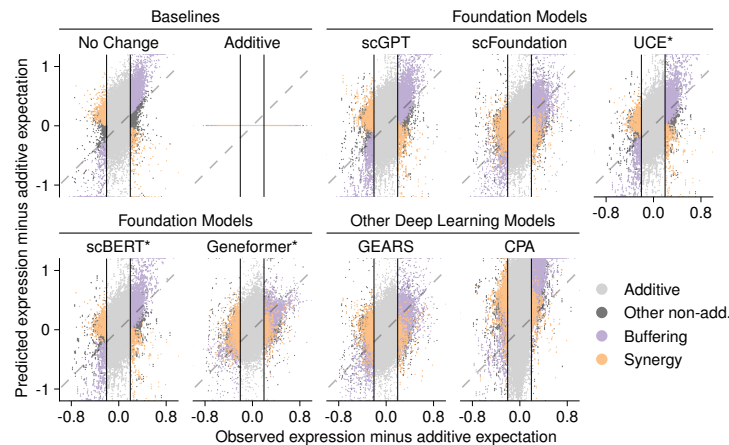 Baselines
Foundation Models
No Change
Additive
scGPT
scFoundation
UCE*
1
0
-1
-0.8 0.0 0.8
Predicted expression minus additive expectation
Foundation Models
Other Deep Learning Models
scBERT*
Geneformer*
GEARS
CPA
1
0
-1
-0.8 0.0 0.8
-0.8 0.0 0.8
-0.8 0.0 0.8
-0.8 0.0 0.8
Observed expression minus additive expectation
Additive
Other non-add.
Buffering
Synergy